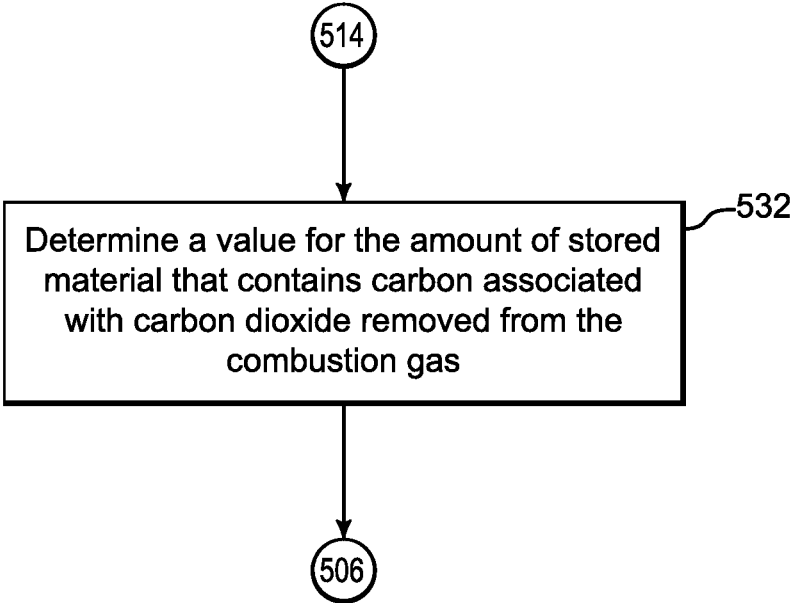 514
532
Determine a value for the amount of stored
material that contains carbon associated
with carbon dioxide removed from the
combustion gas
506